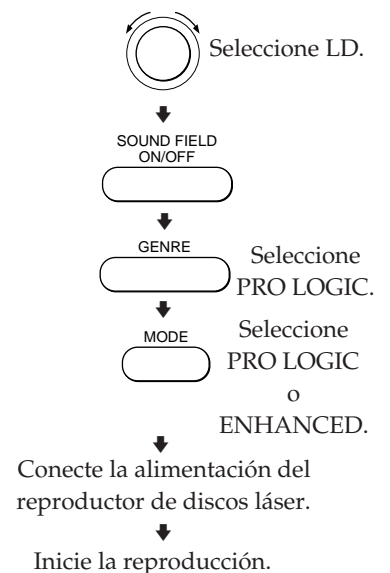 Seleccione LD.
SOUND FIELD
ON/OFF
GENRE
Seleccione
PRO LOGIC.
MODE
Seleccione
PRO LOGIC
o
ENHANCED.
Conecte la alimentación del
reproductor de discos láser.
Inicie la reproducción.